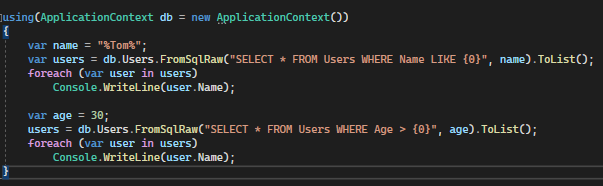 using(ApplicationContext db = new ApplicationContext())
{
    var name = "%Tom%";
    var users = db.Users.FromSqlRaw("SELECT * FROM Users WHERE Name LIKE {0}", name).ToList();
    foreach (var user in users)
        Console.WriteLine(user.Name);

    var age = 30;
    users = db.Users.FromSqlRaw("SELECT * FROM Users WHERE Age > {0}", age).ToList();
    foreach (var user in users)
        Console.WriteLine(user.Name);
}